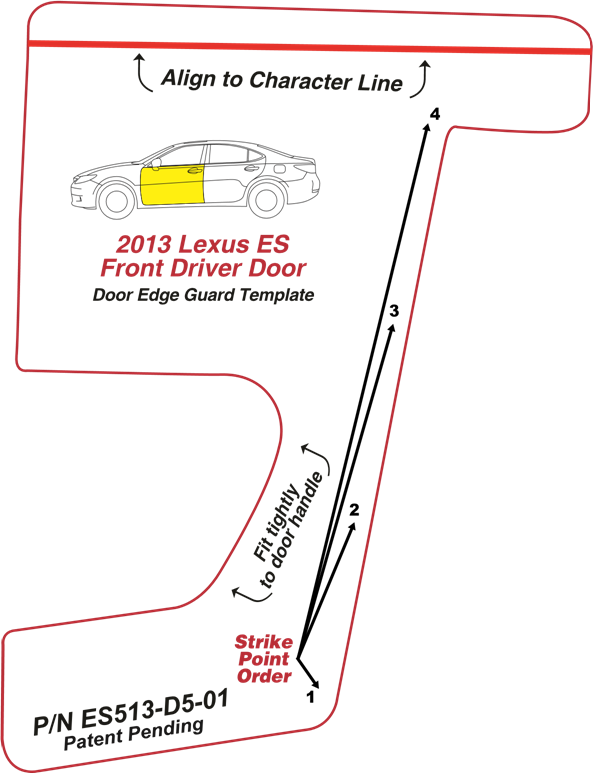 Align to Character Line
4
2013 Lexus ES
Front Driver Door
Door Edge Guard Template
3
2
Fit tightly
to door handle
Strike
Point
Order
1
P/N ES513-D5-01
Patent Pending